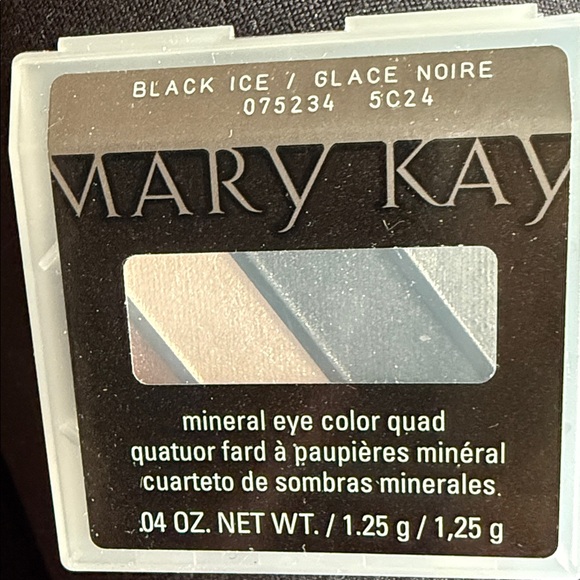 BLACK ICE / GLACE NOIRE
075234 5C24
MARY KAY
mineral eye color quad
quatuor fard à paupières minéral
cuarteto de sombras minerales.
.04 OZ. NET WT. / 1.25 g / 1,25 g